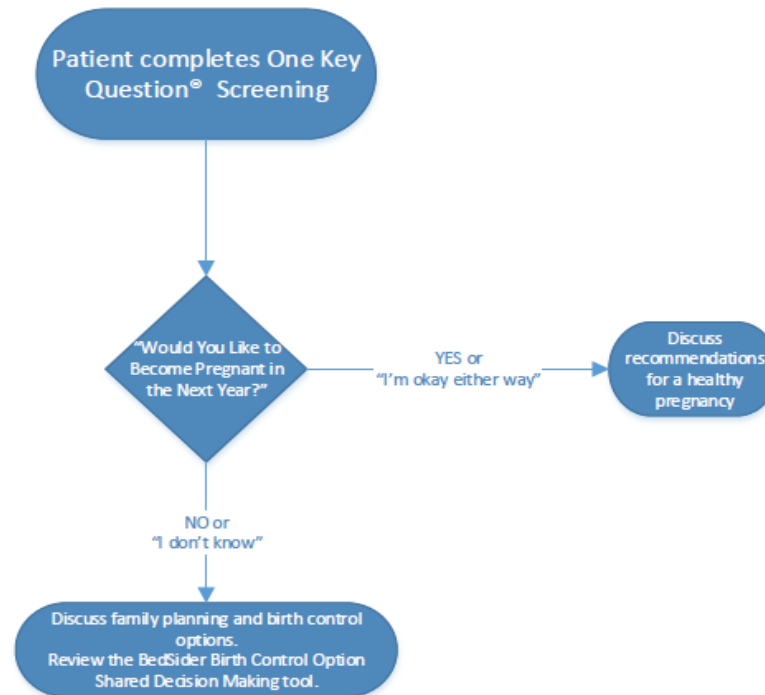 Patient completes One Key
Question® Screening
“Would You Like to
Become Pregnant in
the Next Year?”
YES or
“I’m okay either way”
Discuss
recommendations
for a healthy
pregnancy
NO or
“I don’t know”
Discuss family planning and birth control
options.
Review the BedSider Birth Control Option
Shared Decision Making tool.